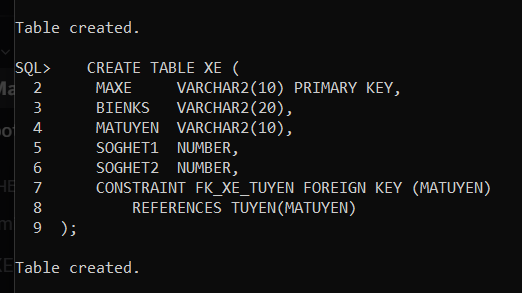 Table created.
SQL>    CREATE TABLE XE (
  2      MAXE     VARCHAR2(10) PRIMARY KEY,
  3      BIENKS   VARCHAR2(20),
  4      MATUYEN  VARCHAR2(10),
  5      SOGHET1  NUMBER,
  6      SOGHET2  NUMBER,
  7      CONSTRAINT FK_XE_TUYEN FOREIGN KEY (MATUYEN)
  8          REFERENCES TUYEN(MATUYEN)
  9  );
Table created.